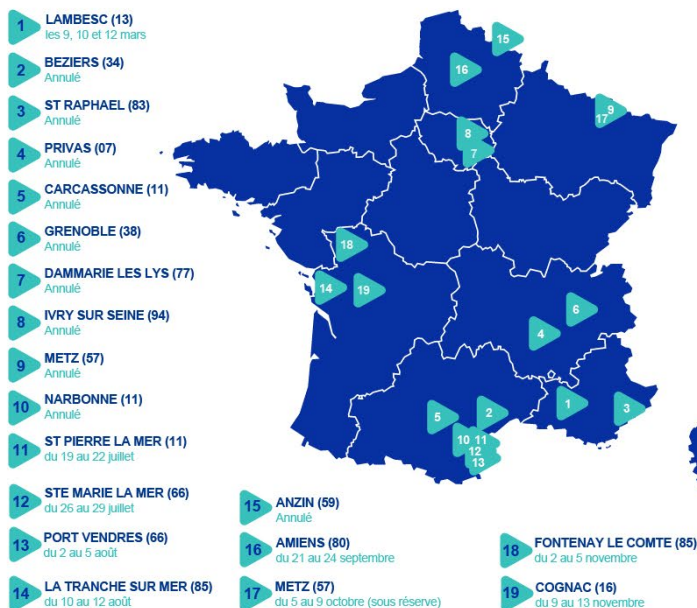 1 LAMBESC (13)
les 9, 10 et 12 mars
2 BEZIERS (34)
Annulé
3 ST RAPHAEL (83)
Annulé
4 PRIVAS (07)
Annulé
5 CARCASSONNE (11)
Annulé
6 GRENOBLE (38)
Annulé
7 DAMMARIE LES LYS (77)
Annulé
8 IVRY SUR SEINE (94)
Annulé
9 METZ (57)
Annulé
10 NARBONNE (11)
Annulé
11 ST PIERRE LA MER (11)
du 19 au 22 juillet
12 STE MARIE LA MER (66)
du 26 au 29 juillet
13 PORT VENDRES (66)
du 2 au 5 août
14 LA TRANCHE SUR MER (85)
du 10 au 12 août
15 ANZIN (59)
Annulé
16 AMIENS (80)
du 21 au 24 septembre
17 METZ (57)
du 5 au 9 octobre (sous réserve)
18 FONTENAY LE COMTE (85)
du 2 au 5 novembre
19 COGNAC (16)
du 9 au 13 novembre
15
16
9
17
8
7
18
14
19
6
4
1
3
5
2
10 11
12
13